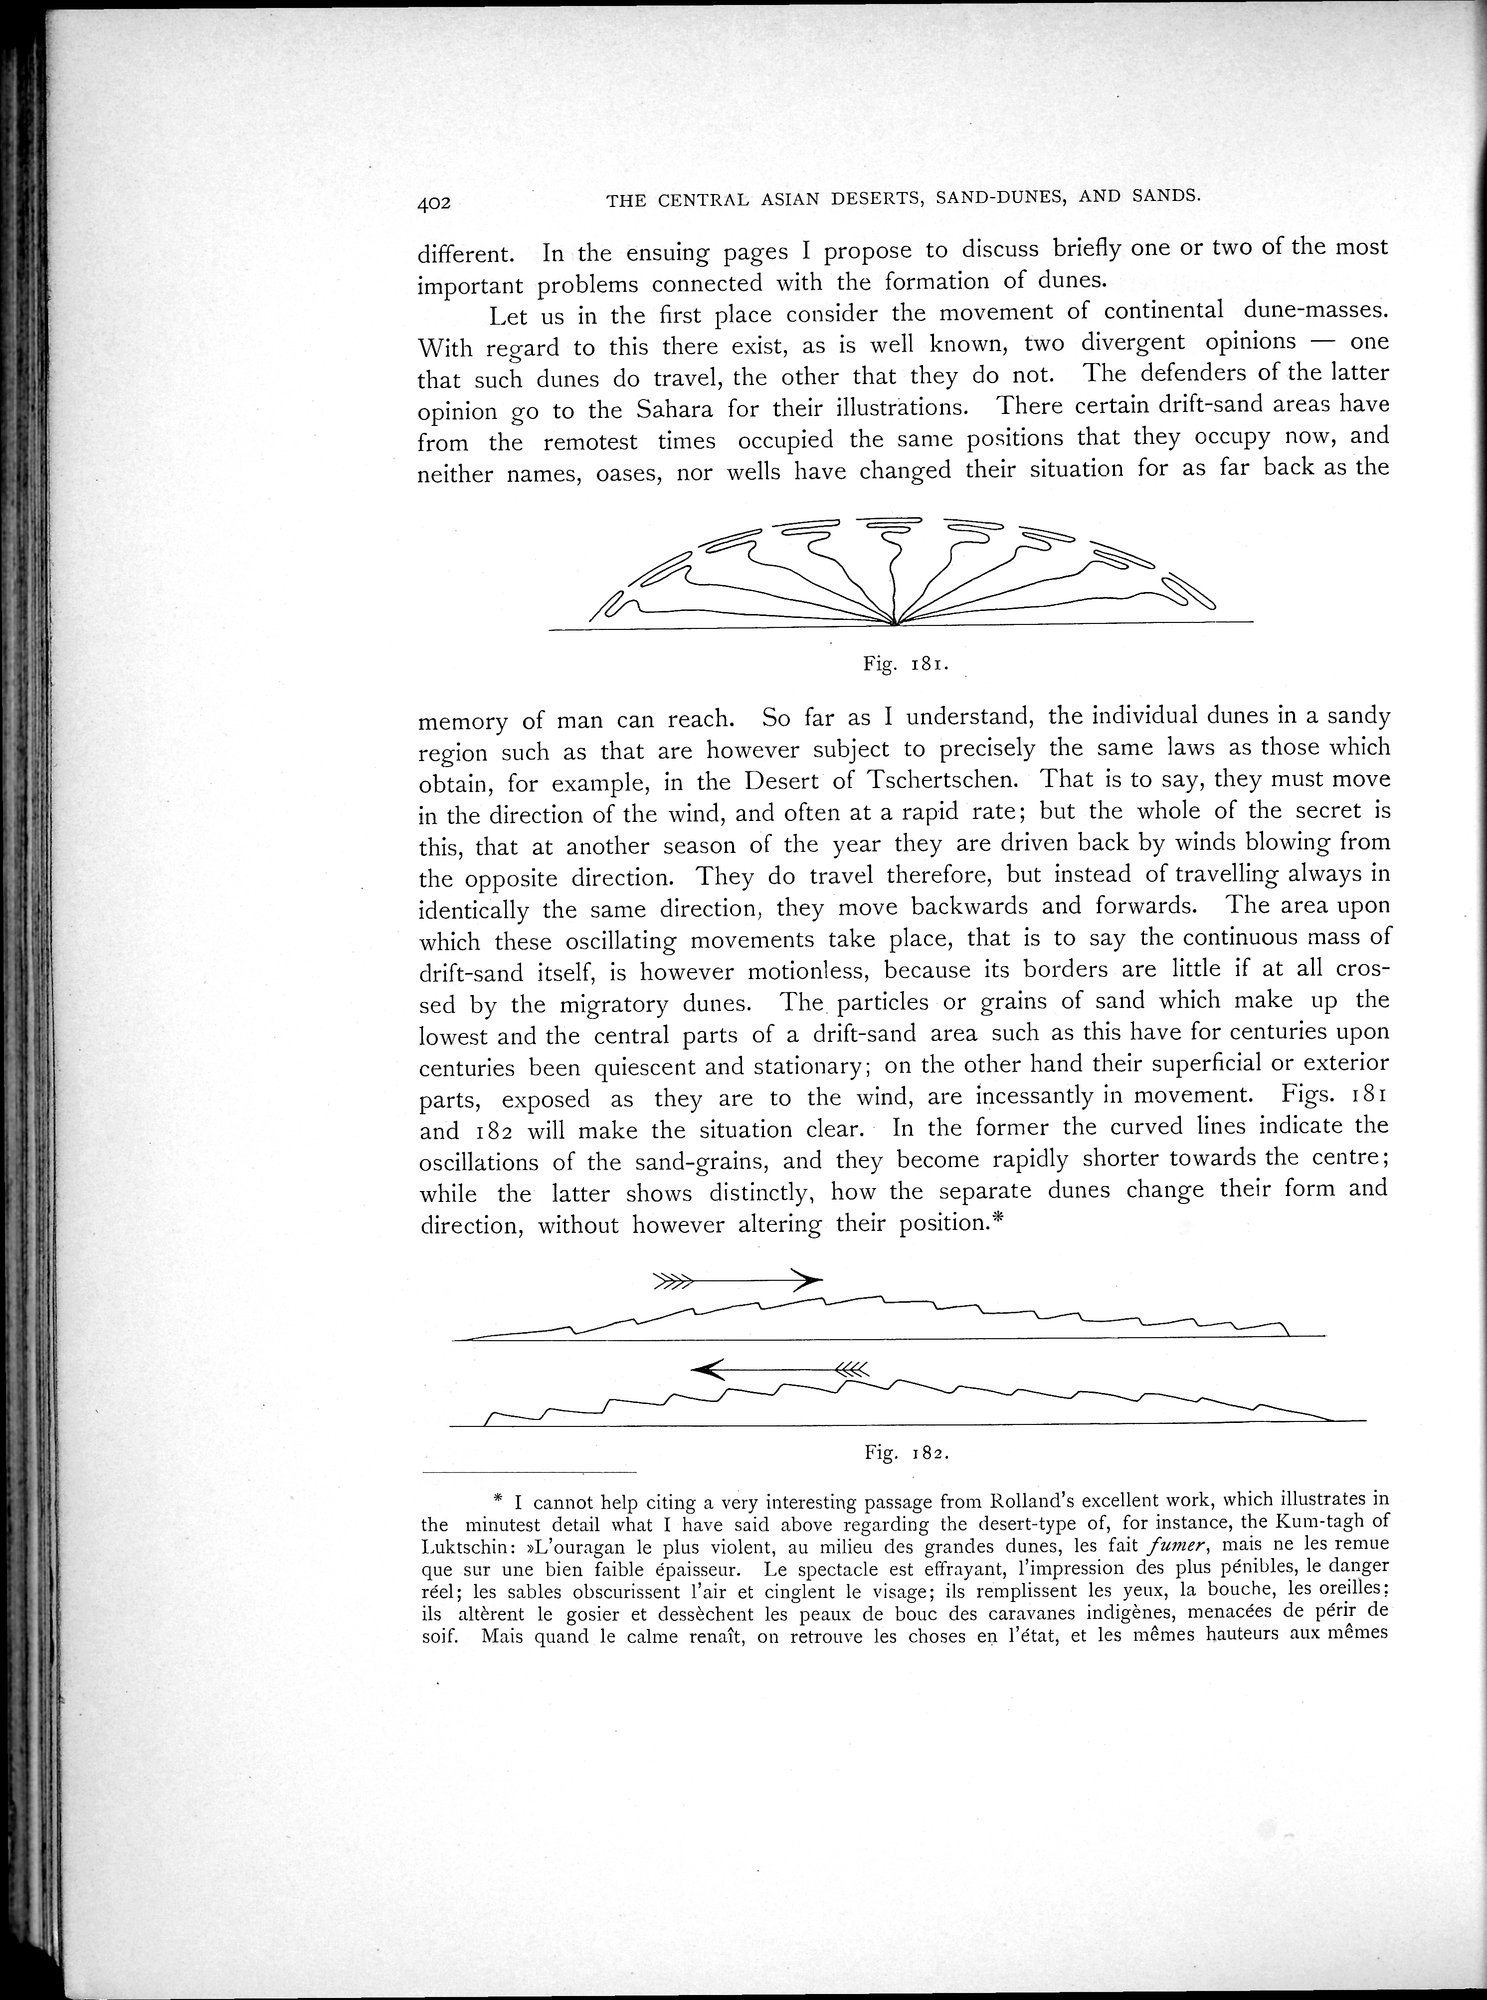 402 THE CENTRAL ASIAN DESERTS, SAND-DUNES, AND SANDS.
different. In the ensuing pages I propose to discuss briefly one or two of the most
important problems connected with the formation of dunes.
Let us in the first place consider the movement of continental dune-masses.
With regard to this there exist, as is well known, two divergent opinions — one
that such dunes do travel, the other that they do not. The defenders of the latter
opinion go to the Sahara for their illustrations. There certain drift-sand areas have
from the remotest times occupied the same positions that they occupy now, and
neither names, oases, nor wells have changed their situation for as far back as the
Fig. 181.
memory of man can reach. So far as I understand, the individual dunes in a sandy
region such as that are however subject to precisely the same laws as those which
obtain, for example, in the Desert of Tschertschen. That is to say, they must move
in the direction of the wind, and often at a rapid rate; but the whole of the secret is
this, that at another season of the year they are driven back by winds blowing from
the opposite direction. They do travel therefore, but instead of travelling always in
identically the same direction, they move backwards and forwards. The area upon
which these oscillating movements take place, that is to say the continuous mass of
drift-sand itself, is however motionless, because its borders are little if at all cros-
sed by the migratory dunes. The particles or grains of sand which make up the
lowest and the central parts of a drift-sand area such as this have for centuries upon
centuries been quiescent and stationary; on the other hand their superficial or exterior
parts, exposed as they are to the wind, are incessantly in movement. Figs. 181
and 182 will make the situation clear. In the former the curved lines indicate the
oscillations of the sand-grains, and they become rapidly shorter towards the centre;
while the latter shows distinctly, how the separate dunes change their form and
direction, without however altering their position.*
Fig. 182.
* I cannot help citing a very interesting passage from Rolland's excellent work, which illustrates in
the minutest detail what I have said above regarding the desert-type of, for instance, the Kum-tagh of
Luktschin: »L'ouragan le plus violent, au milieu des grandes dunes, les fait fumer, mais ne les remue
que sur une bien faible épaisseur. Le spectacle est effrayant, l'impression des plus pénibles, le danger
réel; les sables obscurissent l'air et cinglent le visage; ils remplissent les yeux, la bouche, les oreilles;
ils altèrent le gosier et dessèchent les peaux de bouc des caravanes indigènes, menacées de périr de
soif. Mais quand le calme renaît, on retrouve les choses en l'état, et les mêmes hauteurs aux mêmes